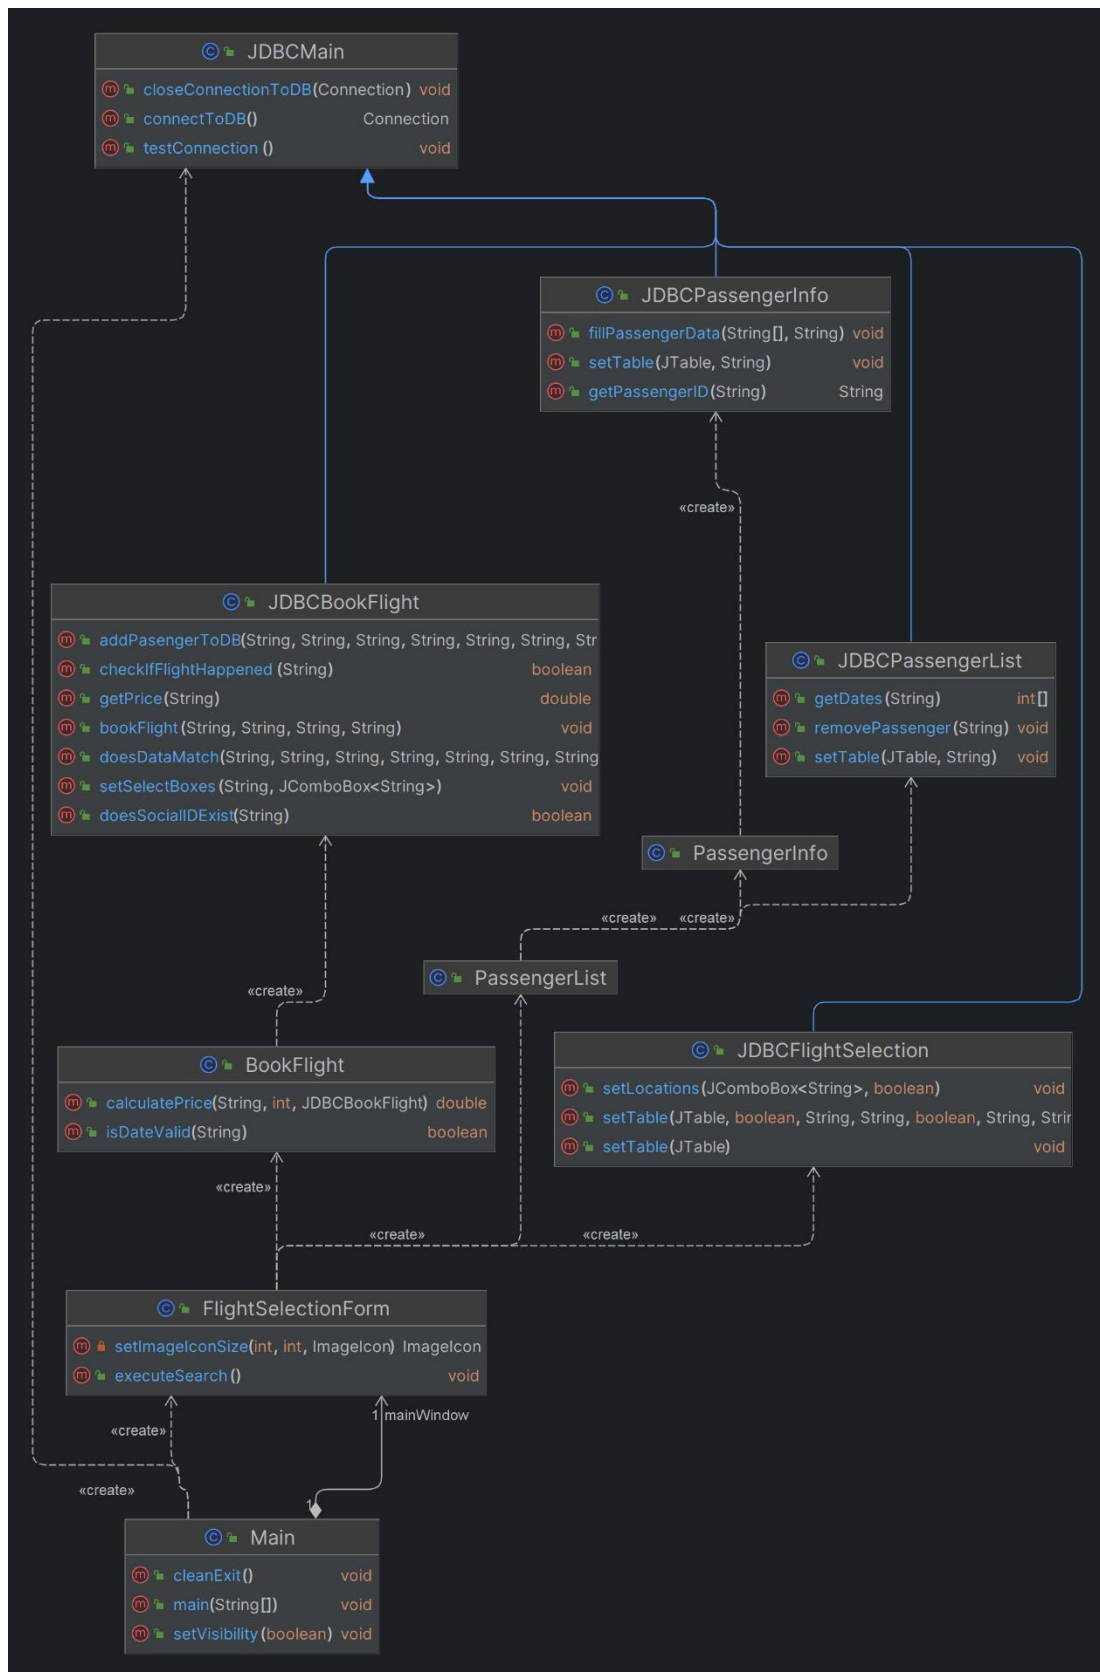 JDBCMain
closeConnectionToDB(Connection) void
connectToDB() Connection
testConnection () void
JDBCPassengerInfo
fillPassengerData(String[], String) void
setTable(JTable, String) void
getPassengerID(String) String
«create»
JDBCBookFlight
addPasengerToDB(String, String, String, String, String, String, Str
checkIfFlightHappened (String) boolean
getPrice(String) double
bookFlight(String, String, String, String) void
doesDataMatch(String, String, String, String, String, String, String
setSelectBoxes(String, JComboBox<String>) void
doesSocialIDExist(String) boolean
JDBCPassengerList
getDates(String) int[]
removePassenger(String) void
setTable(JTable, String) void
PassengerInfo
«create» «create»
PassengerList
«create»
BookFlight
calculatePrice(String, int, JDBCBookFlight) double
isDateValid(String) boolean
JDBCFlightSelection
setLocations(JComboBox<String>, boolean) void
setTable(JTable, boolean, String, String, boolean, String, Strin
setTable(JTable) void
«create»
«create» «create»
FlightSelectionForm
setImageIconSize(int, int, ImageIcon) ImageIcon
executeSearch() void
1 mainWindow
«create»
«create»
1
Main
cleanExit() void
main(String[]) void
setVisibility(boolean) void